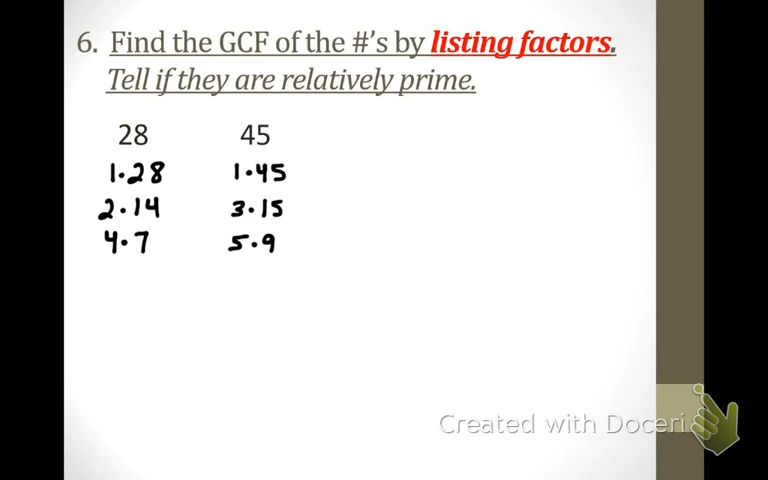 6. Find the GCF of the #'s by listing factors.
Tell if they are relatively prime.
28 45
1·28 1·45
2·14 3·15
4·7 5·9
Created with Doceri